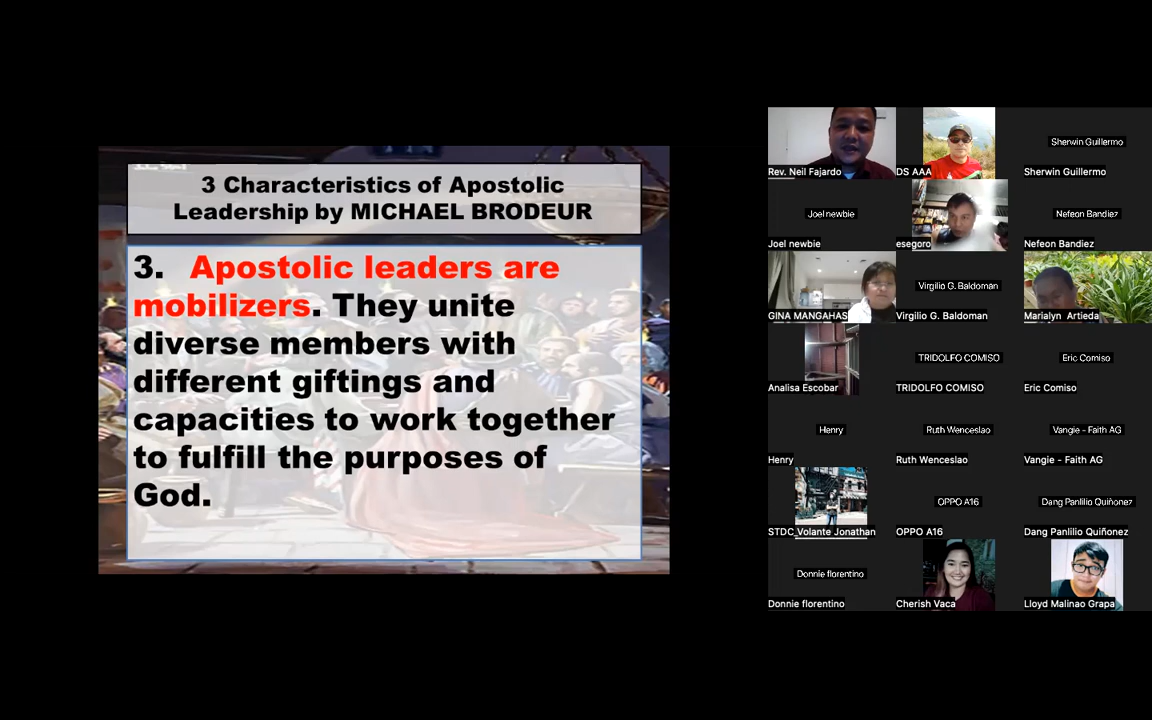 3 Characteristics of Apostolic
Leadership by MICHAEL BRODEUR
3. Apostolic leaders are
mobilizers. They unite
diverse members with
different giftings and
capacities to work together
to fulfill the purposes of
God.
Rev. Neil Fajardo
DS AAA
Sherwin Guillermo
Sherwin Guillermo
Joel newbie
Joel newbie
esegoro
Nefeon Bandiez
Nefeon Bandiez
GINA MANGAHAS
Virgilio G. Baldoman
Virgilio G. Baldoman
Marialyn Artieda
Analisa Escobar
TRIDOLFO COMISO
TRIDOLFO COMISO
Eric Comiso
Eric Comiso
Henry
Henry
Ruth Wenceslao
Ruth Wenceslao
Vangie - Faith AG
Vangie - Faith AG
STDC_Volante Jonathan
OPPO A16
OPPO A16
Dang Panlilio Quiñonez
Dang Panlilio Quiñonez
Donnie florentino
Donnie florentino
Cherish Vaca
Lloyd Malinao Grapa